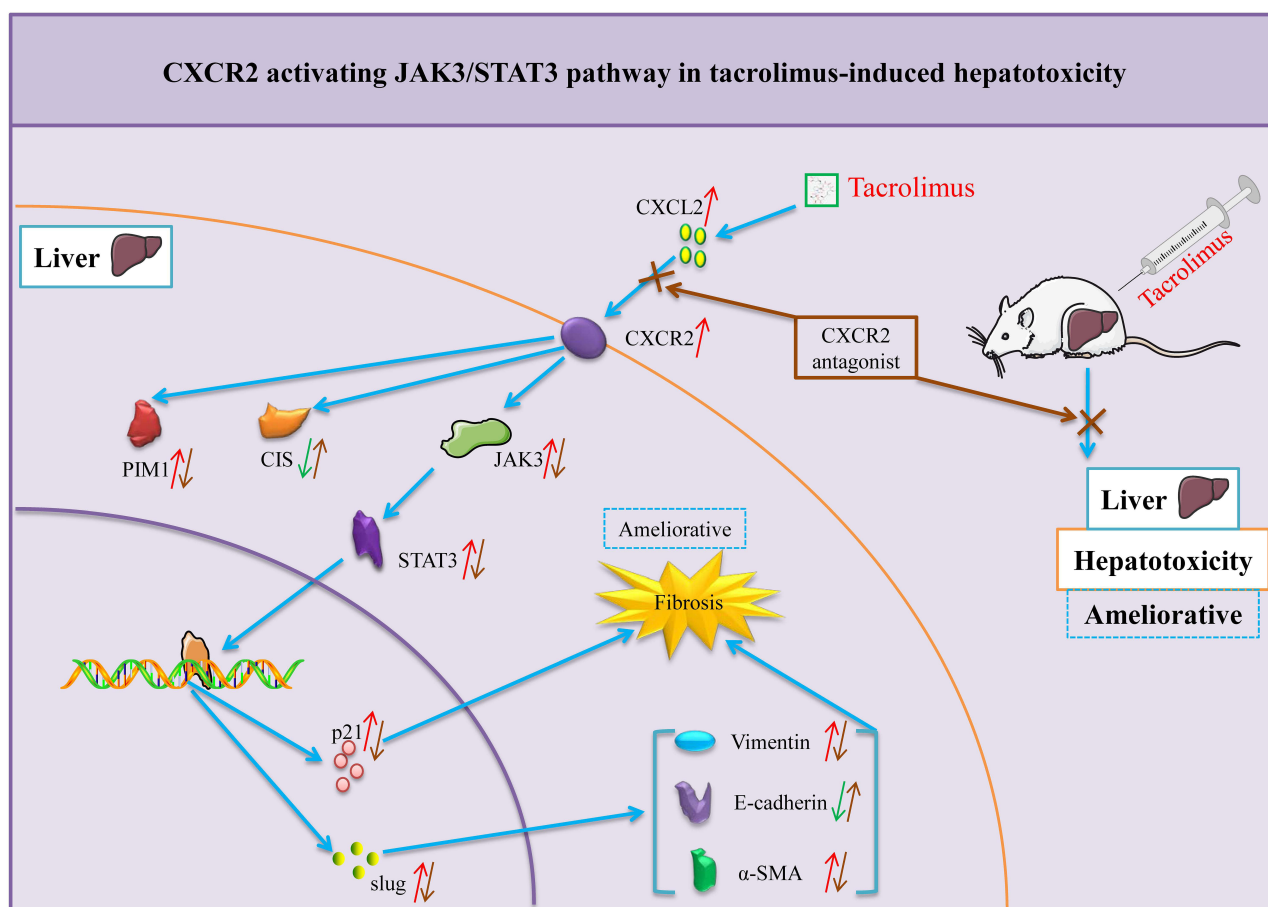 CXCR2 activating JAK3/STAT3 pathway in tacrolimus-induced hepatotoxicity
Tacrolimus
CXCL2
Liver
Tacrolimus
CXCR2
CXCR2
antagonist
PIM1
CIS
JAK3
Liver
STAT3
Ameliorative
Hepatotoxicity
Fibrosis
Ameliorative
p21
Vimentin
E-cadherin
slug
α-SMA